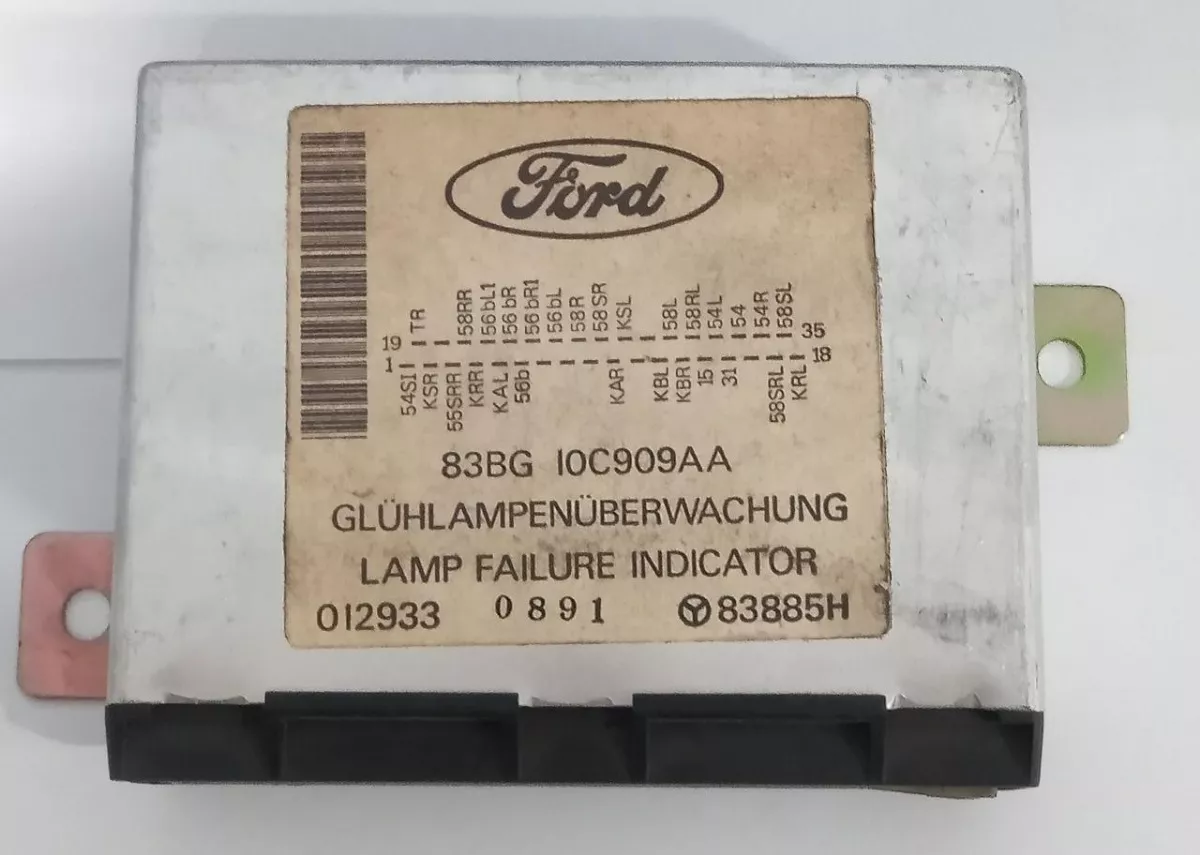 Ford
19 TR 58RR 56bL1 56bR 56bR1 56bL 58R 58SR KSL 58L 58RL 54L 54 54R 58SL 35
1 54SI KSR 55SRR KRR KAL 56b KAR KBL KBR 15 31 58SRL KRL 18
83BG 10C909AA
GLÜHLAMPENÜBERWACHUNG
LAMP FAILURE INDICATOR
012933 0891 83885H